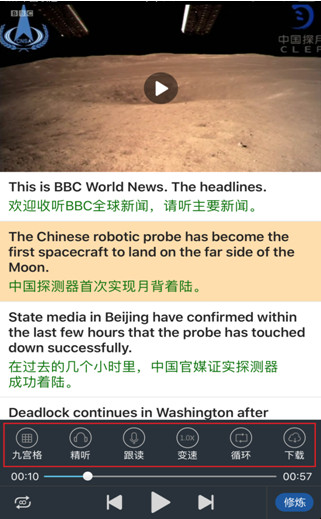 BBC
中国探月
CLEP
This is BBC World News. The headlines.
欢迎收听BBC全球新闻，请听主要新闻。
The Chinese robotic probe has become the
first spacecraft to land on the far side of the
Moon.
中国探测器首次实现月背着陆。
State media in Beijing have confirmed within
the last few hours that the probe has touched
down successfully.
在过去的几个小时里，中国官媒证实探测器
成功着陆。
Deadlock continues in Washington after
1.0X
九宫格 精听 跟读 变速 循环 下载
00:10 00:57
修炼